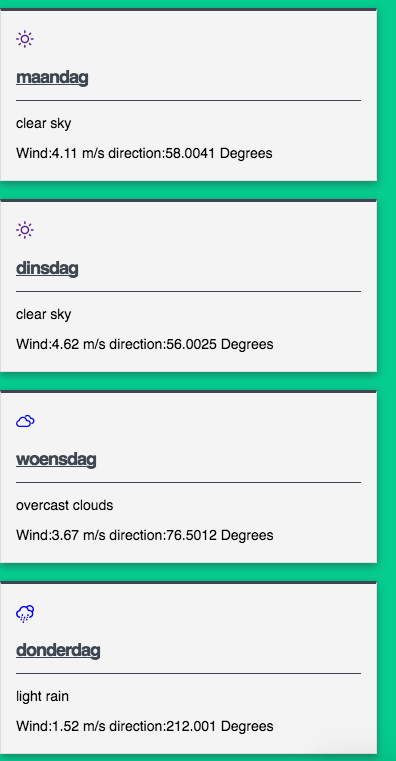 maandag
clear sky
Wind:4.11 m/s direction:58.0041 Degrees
dinsdag
clear sky
Wind:4.62 m/s direction:56.0025 Degrees
woensdag
overcast clouds
Wind:3.67 m/s direction:76.5012 Degrees
donderdag
light rain
Wind:1.52 m/s direction:212.001 Degrees